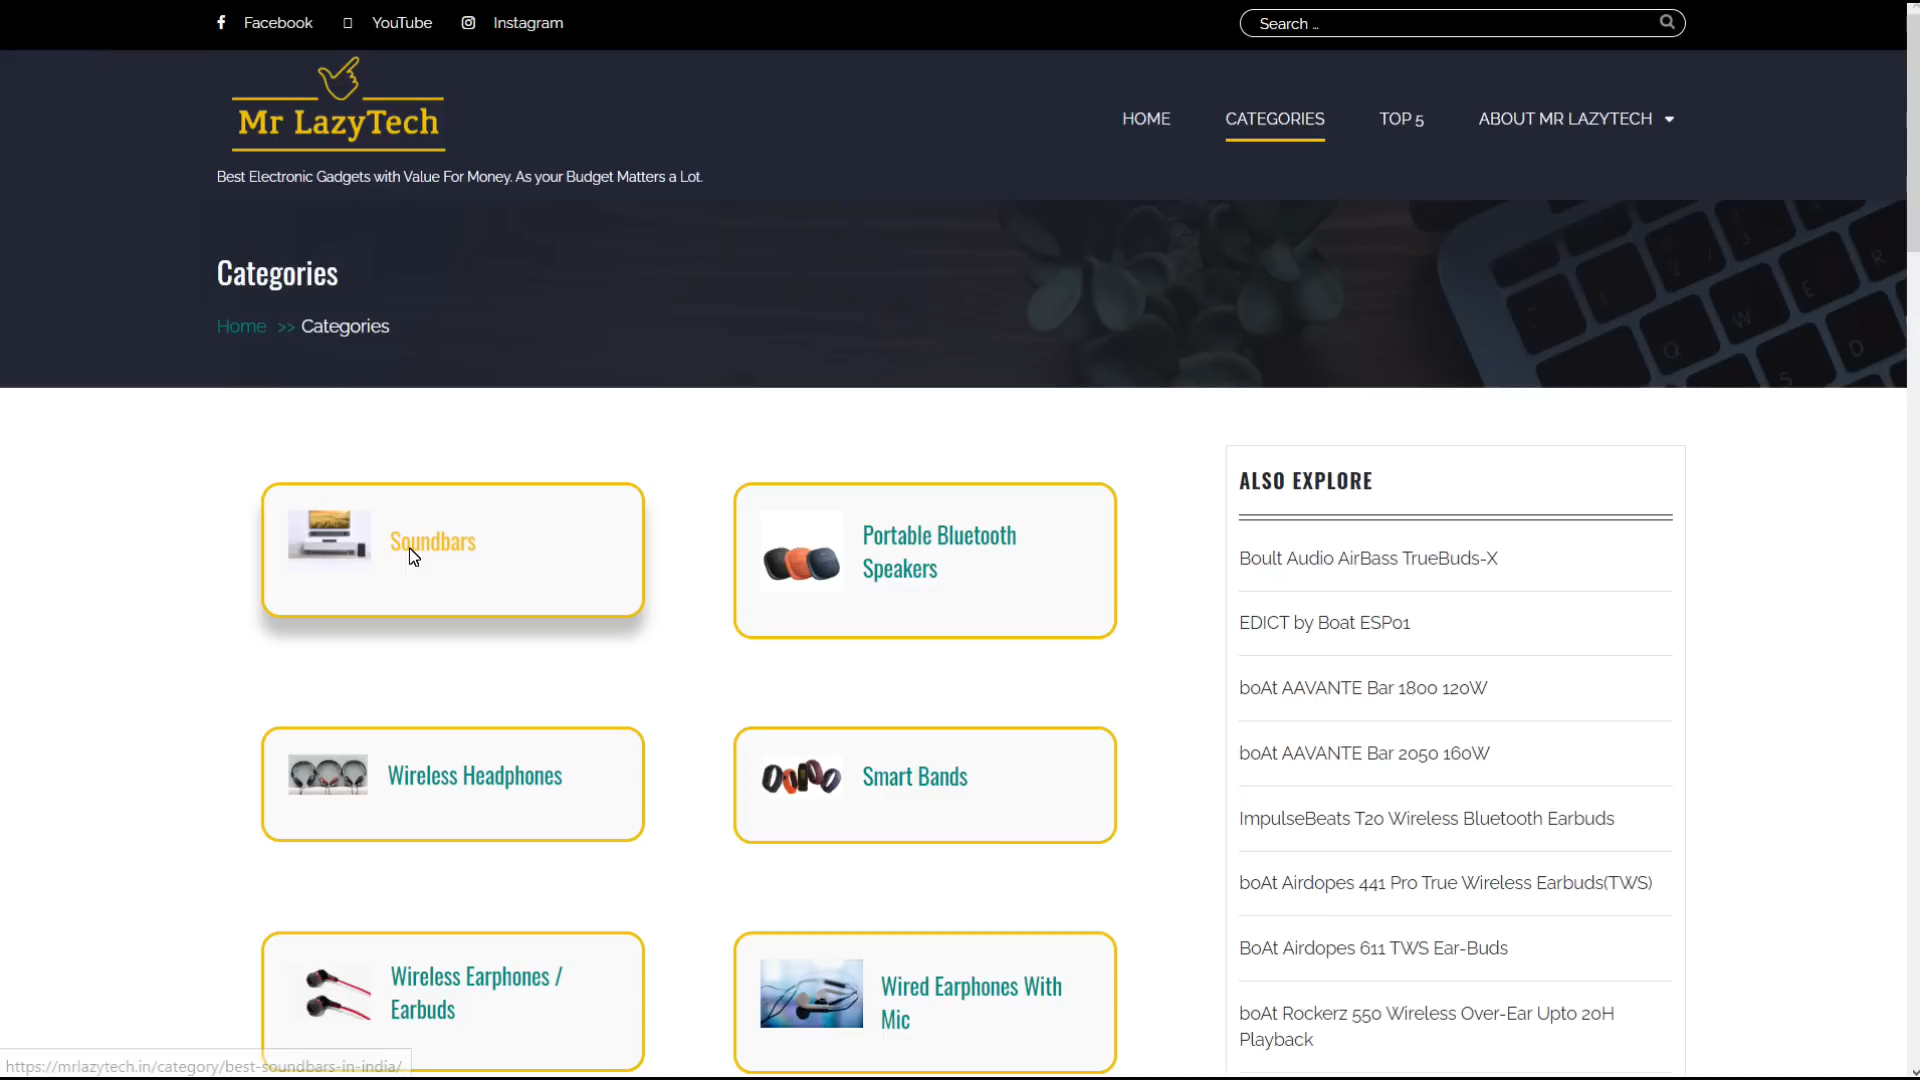 Facebook YouTube Instagram
Search ...
Mr LazyTech
HOME CATEGORIES TOP 5 ABOUT MR LAZYTECH
Best Electronic Gadgets with Value For Money. As your Budget Matters a Lot.
Categories
Home >> Categories
Soundbars
Portable Bluetooth
Speakers
Wireless Headphones
Smart Bands
Wireless Earphones /
Earbuds
Wired Earphones With
Mic
ALSO EXPLORE
Boult Audio AirBass TrueBuds-X
EDICT by Boat ESP01
boAt AAVANTE Bar 1800 120W
boAt AAVANTE Bar 2050 160W
ImpulseBeats T20 Wireless Bluetooth Earbuds
boAt Airdopes 441 Pro True Wireless Earbuds(TWS)
BoAt Airdopes 611 TWS Ear-Buds
boAt Rockerz 550 Wireless Over-Ear Upto 20H
Playback
https://mrlazytech.in/category/best-soundbars-in-india/